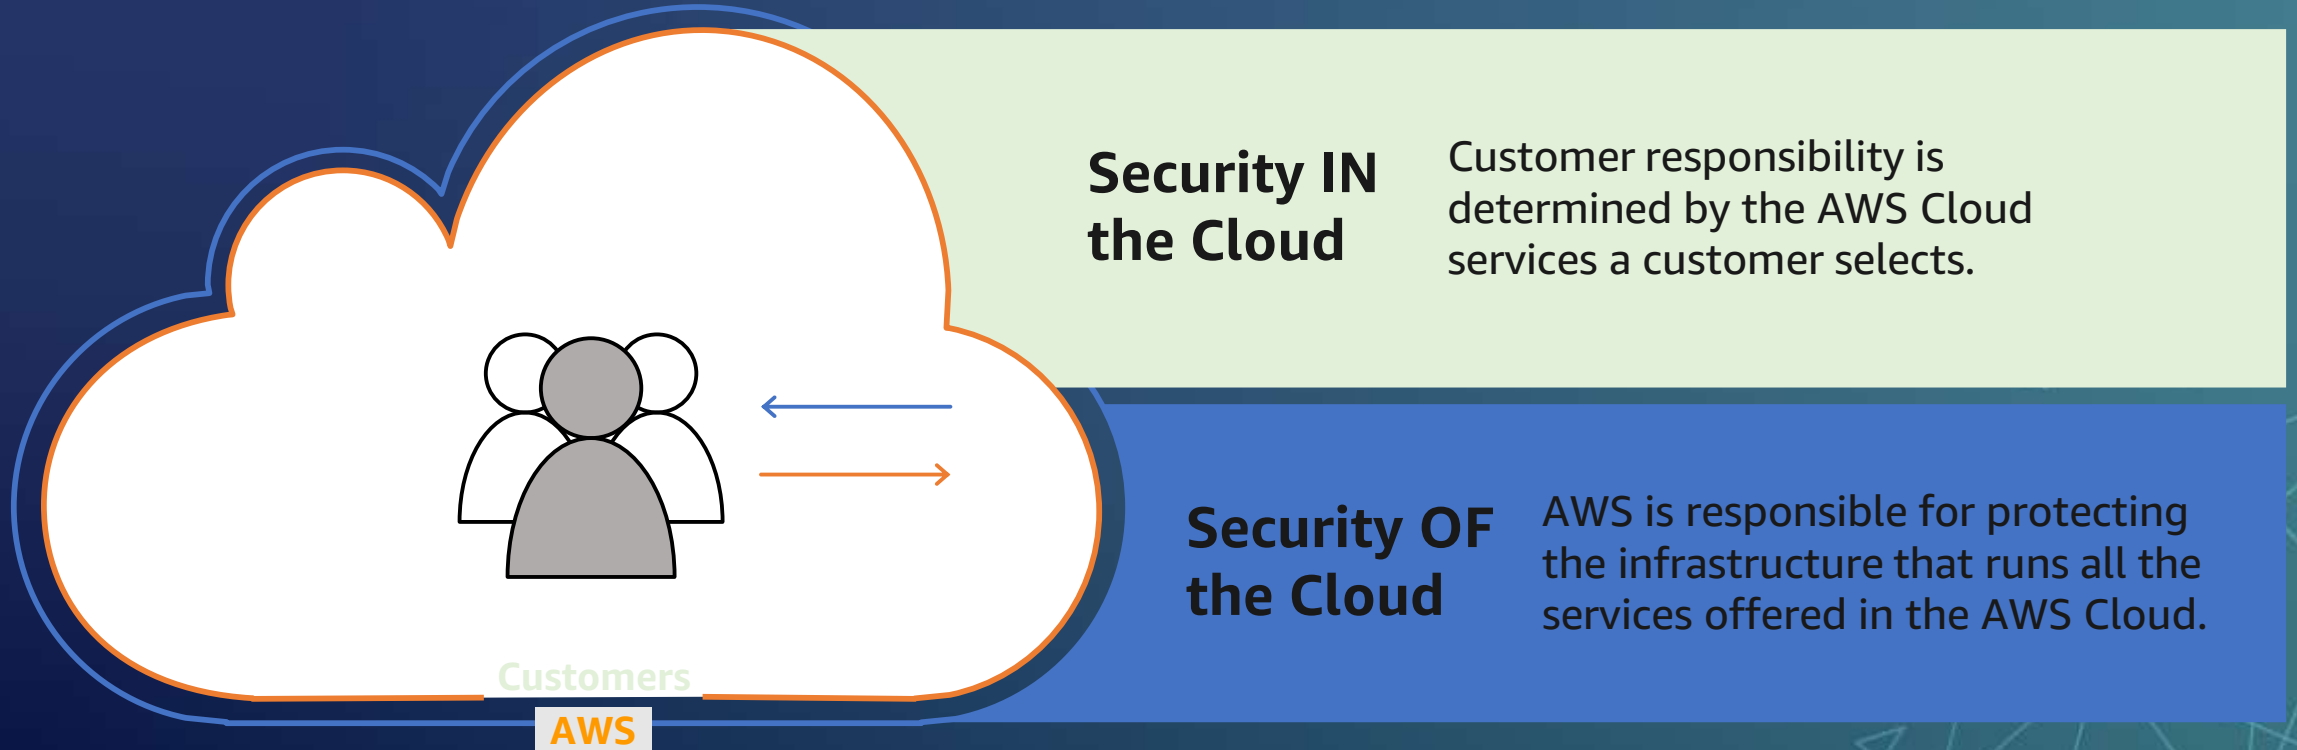 Security IN
the Cloud
Customer responsibility is
determined by the AWS Cloud
services a customer selects.
Security OF
the Cloud
AWS is responsible for protecting
the infrastructure that runs all the
services offered in the AWS Cloud.
Customers
AWS